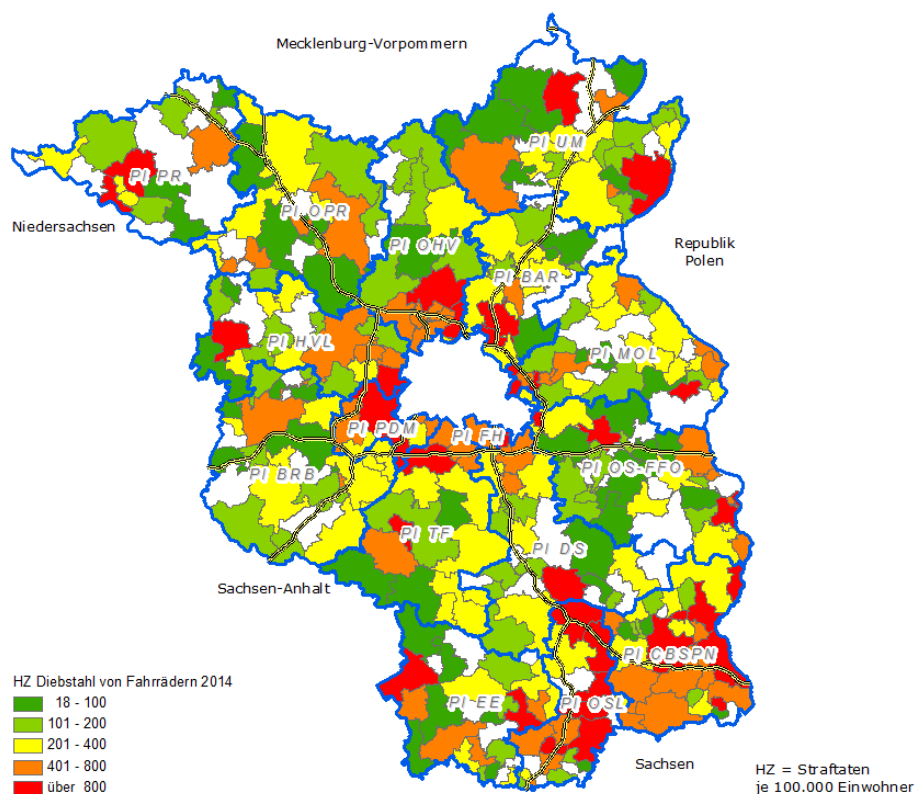 Mecklenburg-Vorpommern
PI UM
PI PR
PI OPR
Niedersachsen
PI OHV
Republik
Polen
PI BAR
PI HVL
PI MOL
PI PDM
PI FH
PI BRB
PI OS-FFO
PI TF
PI DS
Sachsen-Anhalt
PI CBSPN
PI EE
PI OSL
Sachsen
HZ Diebstahl von Fahrrädern 2014
18 - 100
101 - 200
201 - 400
401 - 800
über 800
HZ = Straftaten
je 100.000 Einwohner